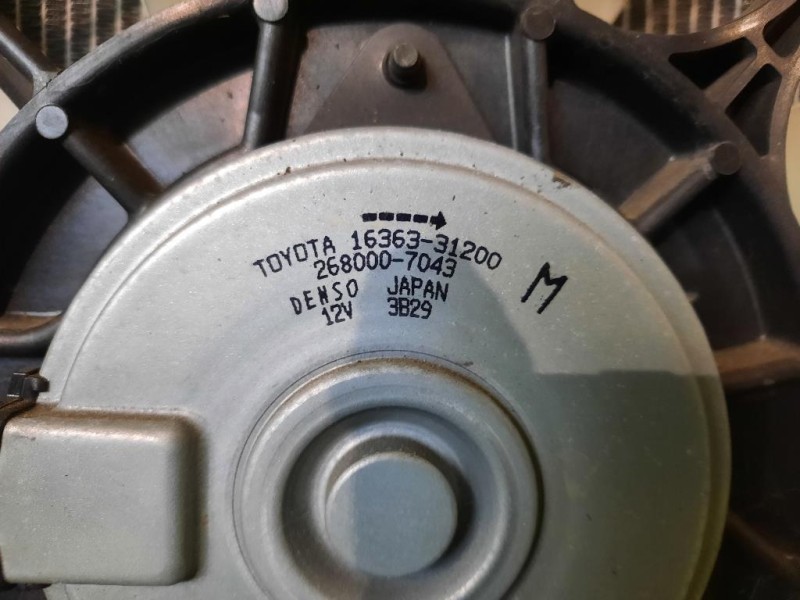 TOYOTA 16363-31200
268000-7043
DENSO JAPAN
12V 3B29
M